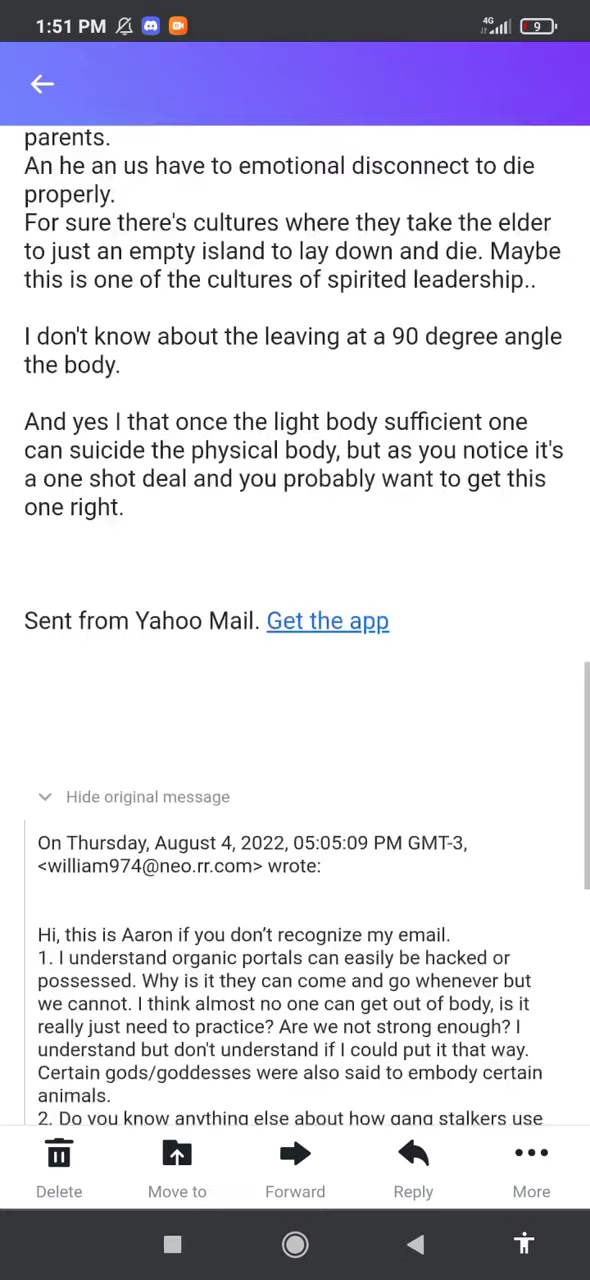 1:51 PM
4G
9
parents.
An he an us have to emotional disconnect to die
properly.
For sure there's cultures where they take the elder
to just an empty island to lay down and die. Maybe
this is one of the cultures of spirited leadership..
I don't know about the leaving at a 90 degree angle
the body.
And yes I that once the light body sufficient one
can suicide the physical body, but as you notice it's
a one shot deal and you probably want to get this
one right.
Sent from Yahoo Mail. Get the app
Hide original message
On Thursday, August 4, 2022, 05:05:09 PM GMT-3,
<william974@neo.rr.com> wrote:
Hi, this is Aaron if you don’t recognize my email.
1. I understand organic portals can easily be hacked or
possessed. Why is it they can come and go whenever but
we cannot. I think almost no one can get out of body, is it
really just need to practice? Are we not strong enough? I
understand but don't understand if I could put it that way.
Certain gods/goddesses were also said to embody certain
animals.
2. Do you know anything else about how gang stalkers use
Delete
Move to
Forward
Reply
More